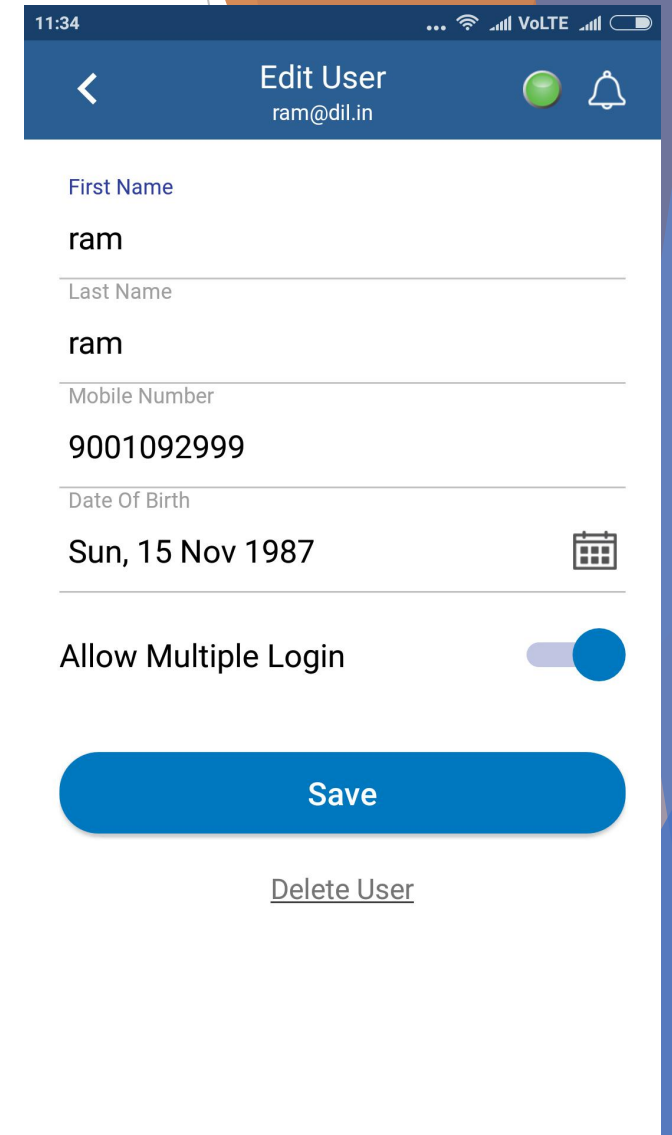 11:34 ... VoLTE
Edit User
ram@dil.in
First Name
ram
Last Name
ram
Mobile Number
9001092999
Date Of Birth
Sun, 15 Nov 1987
Allow Multiple Login
Save
Delete User